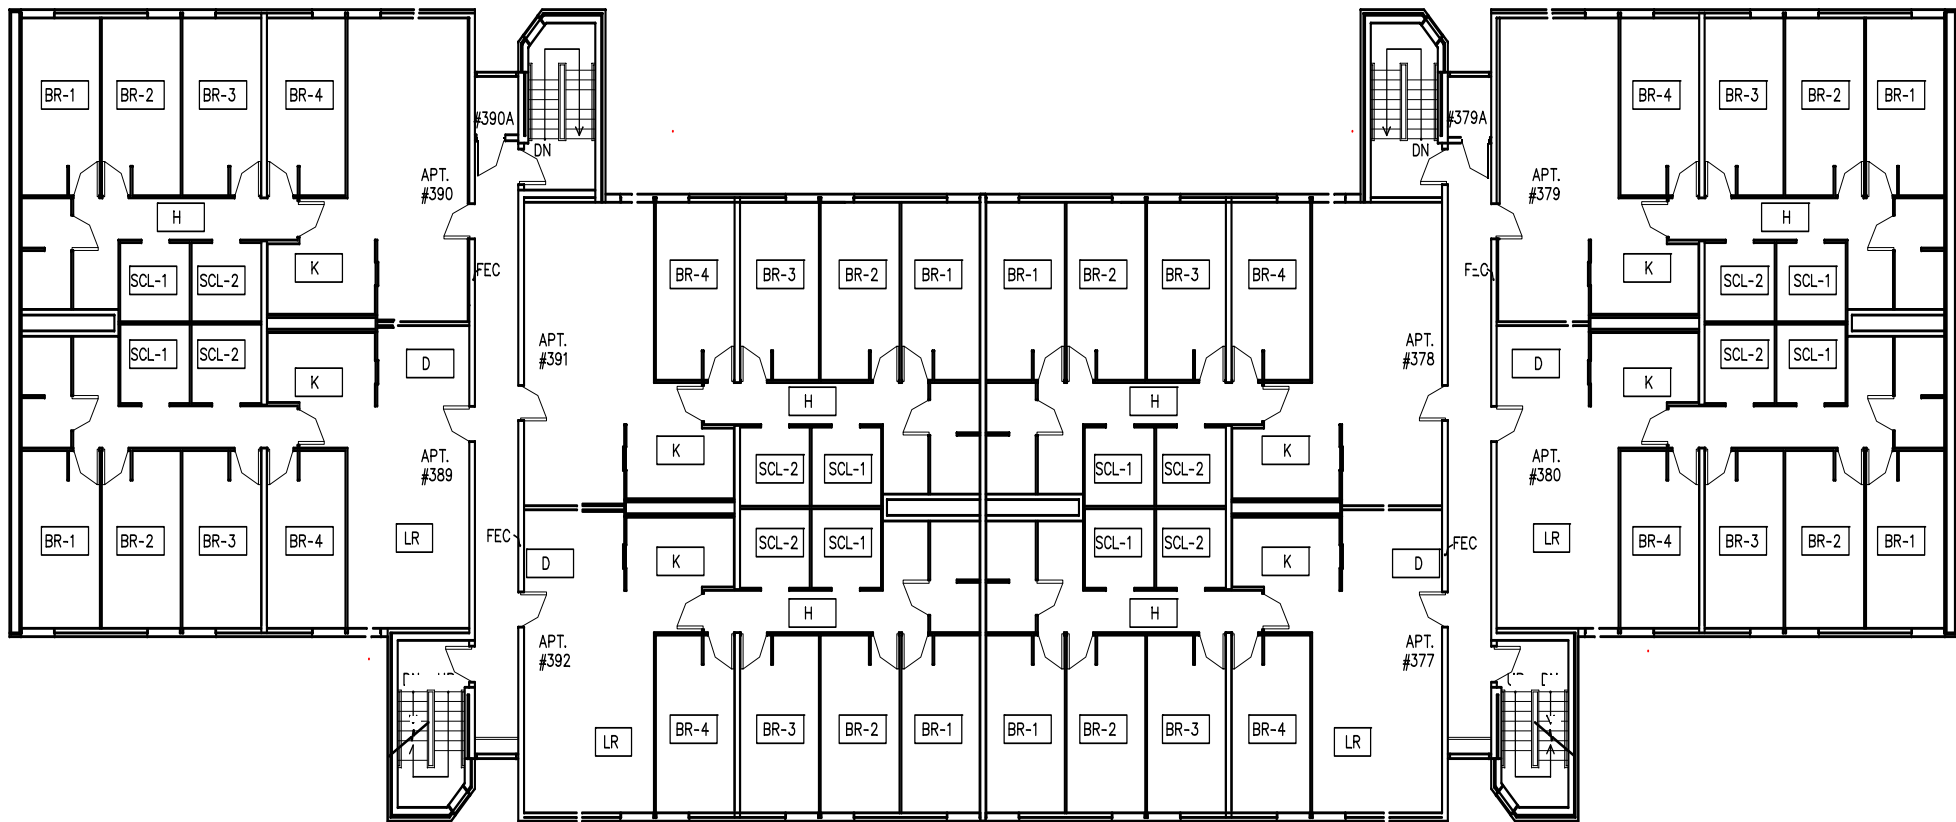 BR-1 BR-2 BR-3 BR-4 BR-4 BR-3 BR-2 BR-1
#390A #379A
DN DN
APT. APT.
#390 #379
H H
K K
FEC
SCL-1 SCL-2 SCL-2 SCL-1
BR-4 BR-3 BR-2 BR-1 BR-1 BR-2 BR-3 BR-4
APT. APT.
#391 #378
SCL-1 SCL-2 SCL-2 SCL-1
D D
K K
H H
APT. APT.
#389 #380
K K
SCL-2 SCL-1 SCL-1 SCL-2
BR-1 BR-2 BR-3 BR-4 LR LR BR-4 BR-3 BR-2 BR-1
FEC FEC
SCL-2 SCL-1 SCL-1 SCL-2
D K K D
H H
APT. APT.
#392 #377
LR BR-4 BR-3 BR-2 BR-1 BR-1 BR-2 BR-3 BR-4 LR